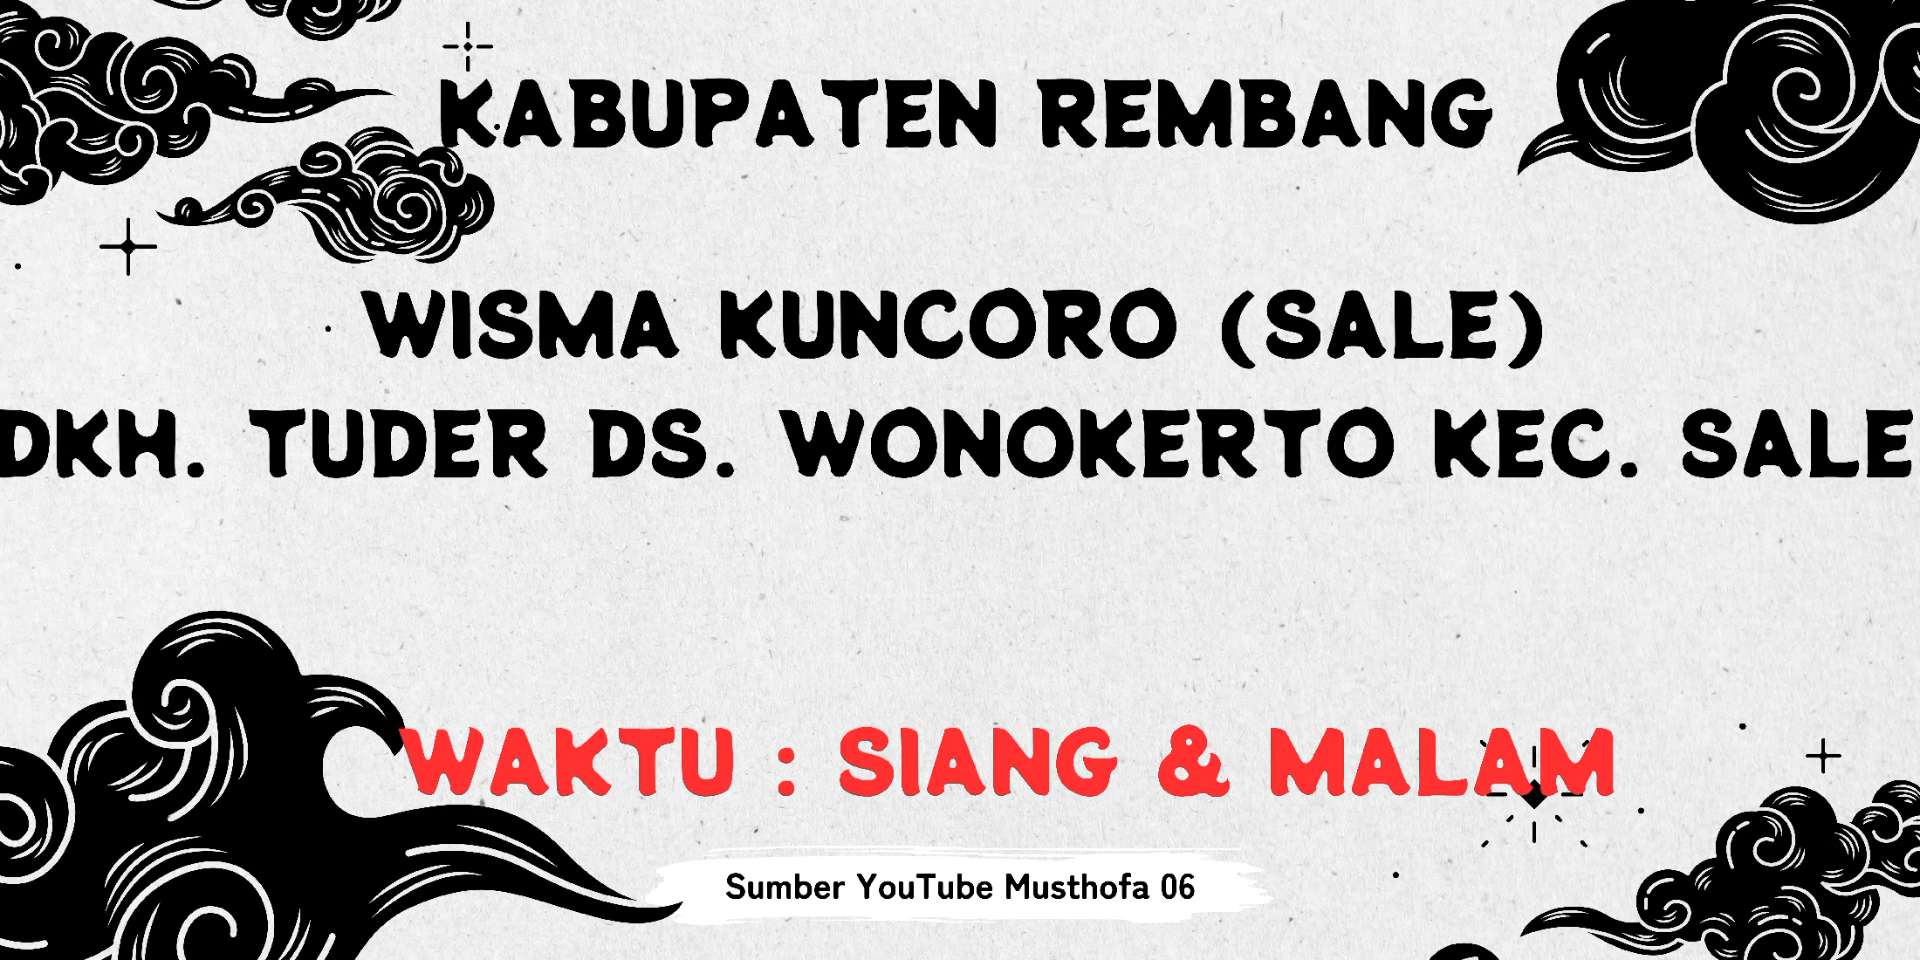 KABUPATEN REMBANG
WISMA KUNCORO (SALE)
DKH. TUDER DS. WONOKERTO KEC. SALE
WAKTU : SIANG & MALAM
Sumber YouTube Musthofa 06